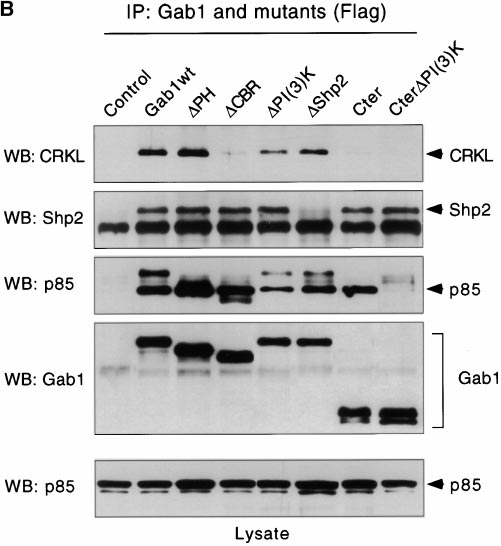 B
IP: Gab1 and mutants (Flag)
Control Gab1wt ΔPH ΔCBR ΔPI(3)K ΔShp2 Cter CterΔPI(3)K
WB: CRKL CRKL
WB: Shp2 Shp2
WB: p85 p85
WB: Gab1 Gab1
WB: p85 p85
Lysate